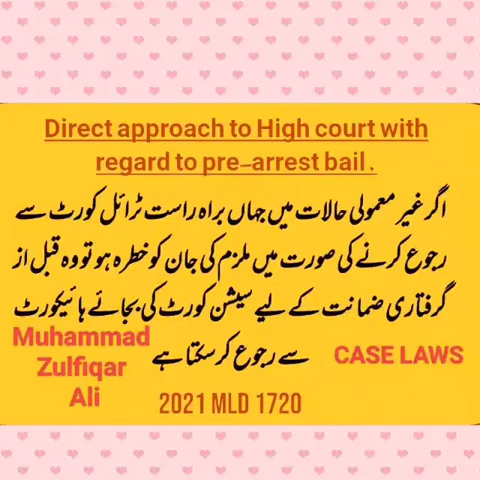 Direct approach to High court with
regard to pre-arrest bail.
اگر غیر معمولی حالات میں جہاں براہ راست ٹرائل کورٹ سے
رجوع کرنے کی صورت میں ملزم کی جان کو خطرہ ہو تو وہ قبل از
گرفتاری ضمانت کے لیے سیشن کورٹ کی بجائے ہائیکورٹ
سے رجوع کر سکتا ہے
Muhammad
Zulfiqar
Ali
CASE LAWS
2021 MLD 1720